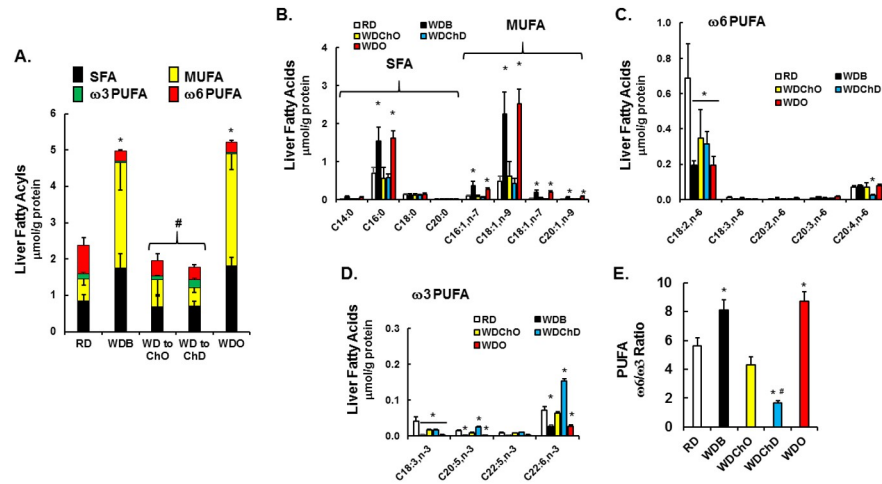 A.
SFA
MUFA
ω3 PUFA
ω6 PUFA
Liver Fatty Acyls
μmol/g protein
6
5
4
3
2
1
0
*
*
#
RD
WDB
WD to
ChO
WD to
ChD
WDO
B.
RD
WDB
WDChO
WDChD
WDO
MUFA
SFA
Liver Fatty Acids
μmol/g protein
4
3
2
1
0
*
*
*
*
*
*
*
*
*
*
C14:0
C16:0
C18:0
C20:0
C16:1,n-7
C18:1,n-9
C18:1,n-7
C20:1,n-9
C.
ω6 PUFA
RD
WDB
WDChO
WDChD
WDO
Liver Fatty Acids
μmol/g protein
1.0
0.8
0.6
0.4
0.2
0.0
*
*
C18:2,n-6
C18:3,n-6
C20:2,n-6
C20:3,n-6
C20:4,n-6
D.
ω3 PUFA
RD
WDB
WDChO
WDChD
WDO
Liver Fatty Acids
μmol/g protein
0.3
0.2
0.1
0.0
*
*
*
*
*
*
*
*
C18:3,n-3
C20:5,n-3
C22:5,n-3
C22:6,n-3
E.
PUFA
ω6/ω3 Ratio
10
8
6
4
2
0
*
* #
*
RD
WDB
WDChO
WDChD
WDO